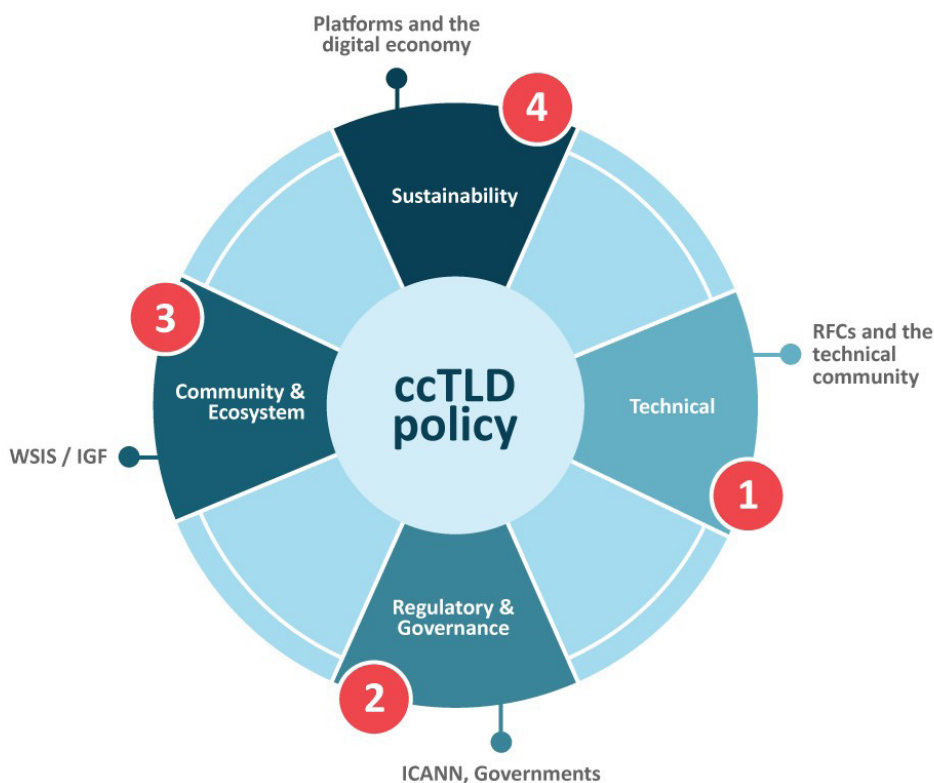 Platforms and the
digital economy
4
Sustainability
3
RFCs and the
technical
community
Community &
Ecosystem
ccTLD
policy
Technical
WSIS / IGF
1
Regulatory &
Governance
2
ICANN, Governments